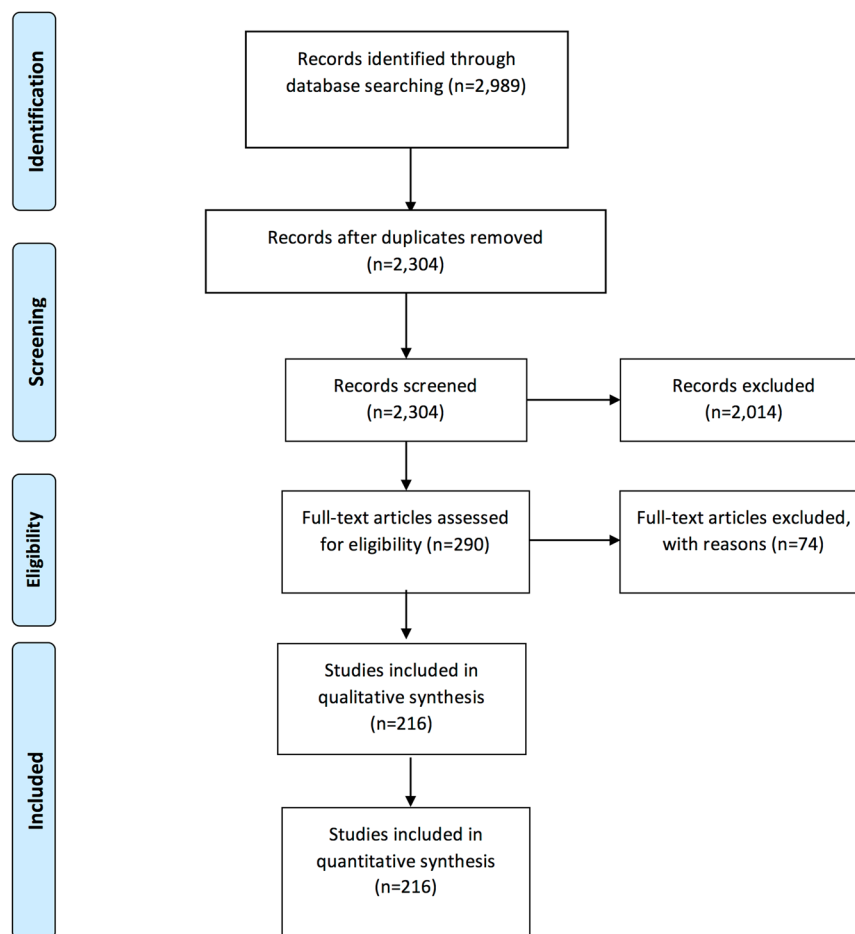 Identification
Records identified through
database searching (n=2,989)
Records after duplicates removed
(n=2,304)
Screening
Records screened
(n=2,304)
Records excluded
(n=2,014)
Eligibility
Full-text articles assessed
for eligibility (n=290)
Full-text articles excluded,
with reasons (n=74)
Included
Studies included in
qualitative synthesis
(n=216)
Studies included in
quantitative synthesis
(n=216)